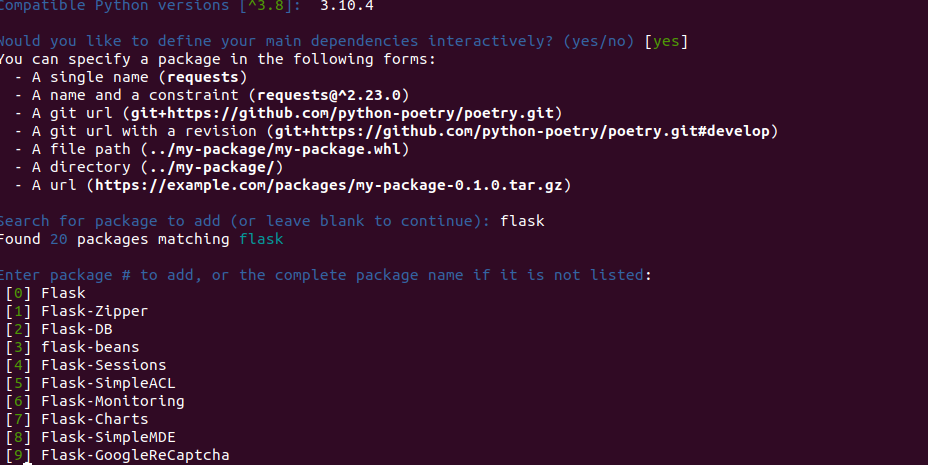 Compatible Python versions [^3.8]:  3.10.4
Would you like to define your main dependencies interactively? (yes/no) [yes]
You can specify a package in the following forms:
  - A single name (requests)
  - A name and a constraint (requests@^2.23.0)
  - A git url (git+https://github.com/python-poetry/poetry.git)
  - A git url with a revision (git+https://github.com/python-poetry/poetry.git#develop)
  - A file path (../my-package/my-package.whl)
  - A directory (../my-package/)
  - A url (https://example.com/packages/my-package-0.1.0.tar.gz)
Search for package to add (or leave blank to continue): flask
Found 20 packages matching flask
Enter package # to add, or the complete package name if it is not listed:
 [0] Flask
 [1] Flask-Zipper
 [2] Flask-DB
 [3] flask-beans
 [4] Flask-Sessions
 [5] Flask-SimpleACL
 [6] Flask-Monitoring
 [7] Flask-Charts
 [8] Flask-SimpleMDE
 [9] Flask-GoogleReCaptcha